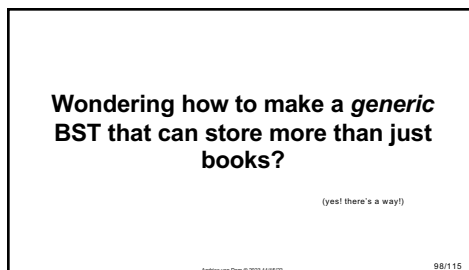 Wondering how to make a generic
BST that can store more than just
books?
(yes! there's a way!)
98/115